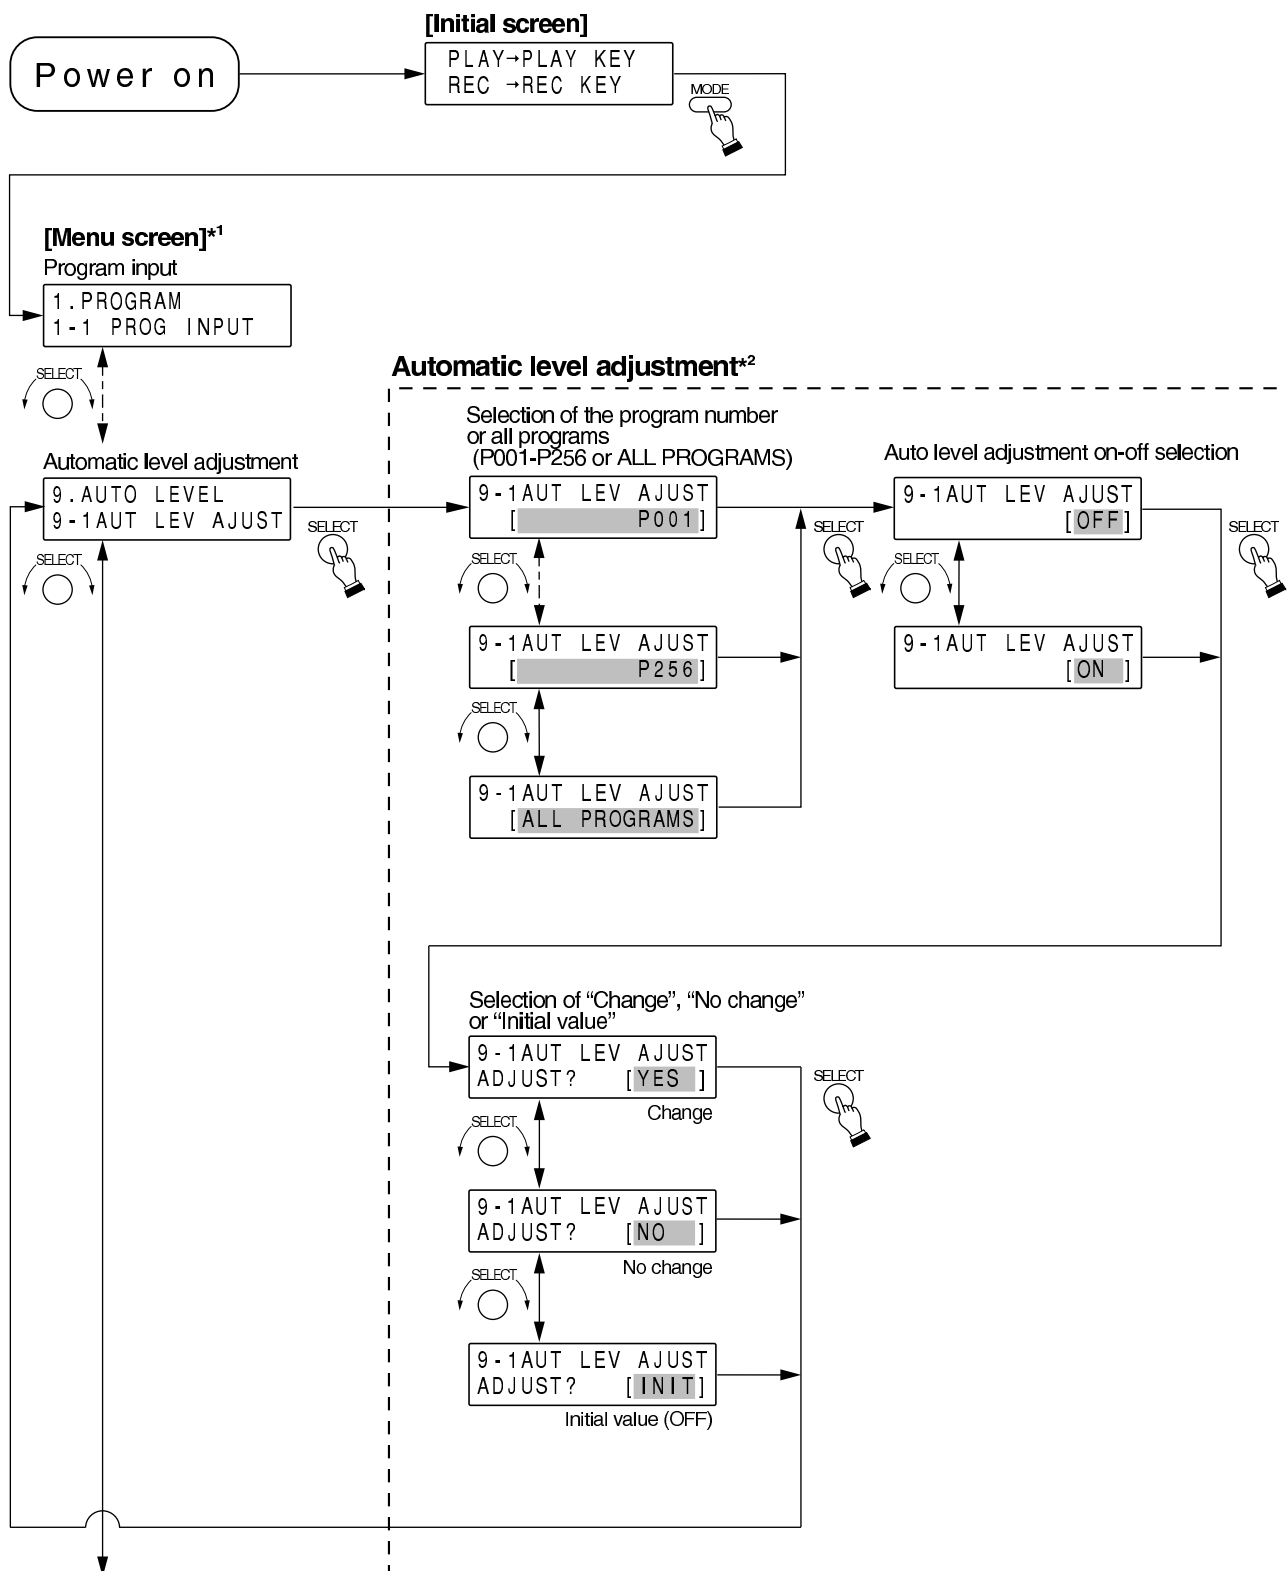 [Initial screen]
Power on
PLAY→PLAY KEY
REC →REC KEY
MODE
[Menu screen]*1
Program input
1.PROGRAM
1-1 PROG INPUT
SELECT
Automatic level adjustment*2
Selection of the program number
or all programs
(P001-P256 or ALL PROGRAMS)
Auto level adjustment on-off selection
Automatic level adjustment
9.AUTO LEVEL
9-1AUT LEV AJUST
SELECT
SELECT
9-1AUT LEV AJUST
[ P001]
SELECT
SELECT
9-1AUT LEV AJUST
[OFF]
SELECT
SELECT
9-1AUT LEV AJUST
[ P256]
9-1AUT LEV AJUST
[ON ]
SELECT
9-1AUT LEV AJUST
[ALL PROGRAMS]
Selection of “Change”, “No change”
or “Initial value”
9-1AUT LEV AJUST
ADJUST? [YES ]
Change
SELECT
SELECT
9-1AUT LEV AJUST
ADJUST? [NO ]
No change
SELECT
9-1AUT LEV AJUST
ADJUST? [INIT]
Initial value (OFF)